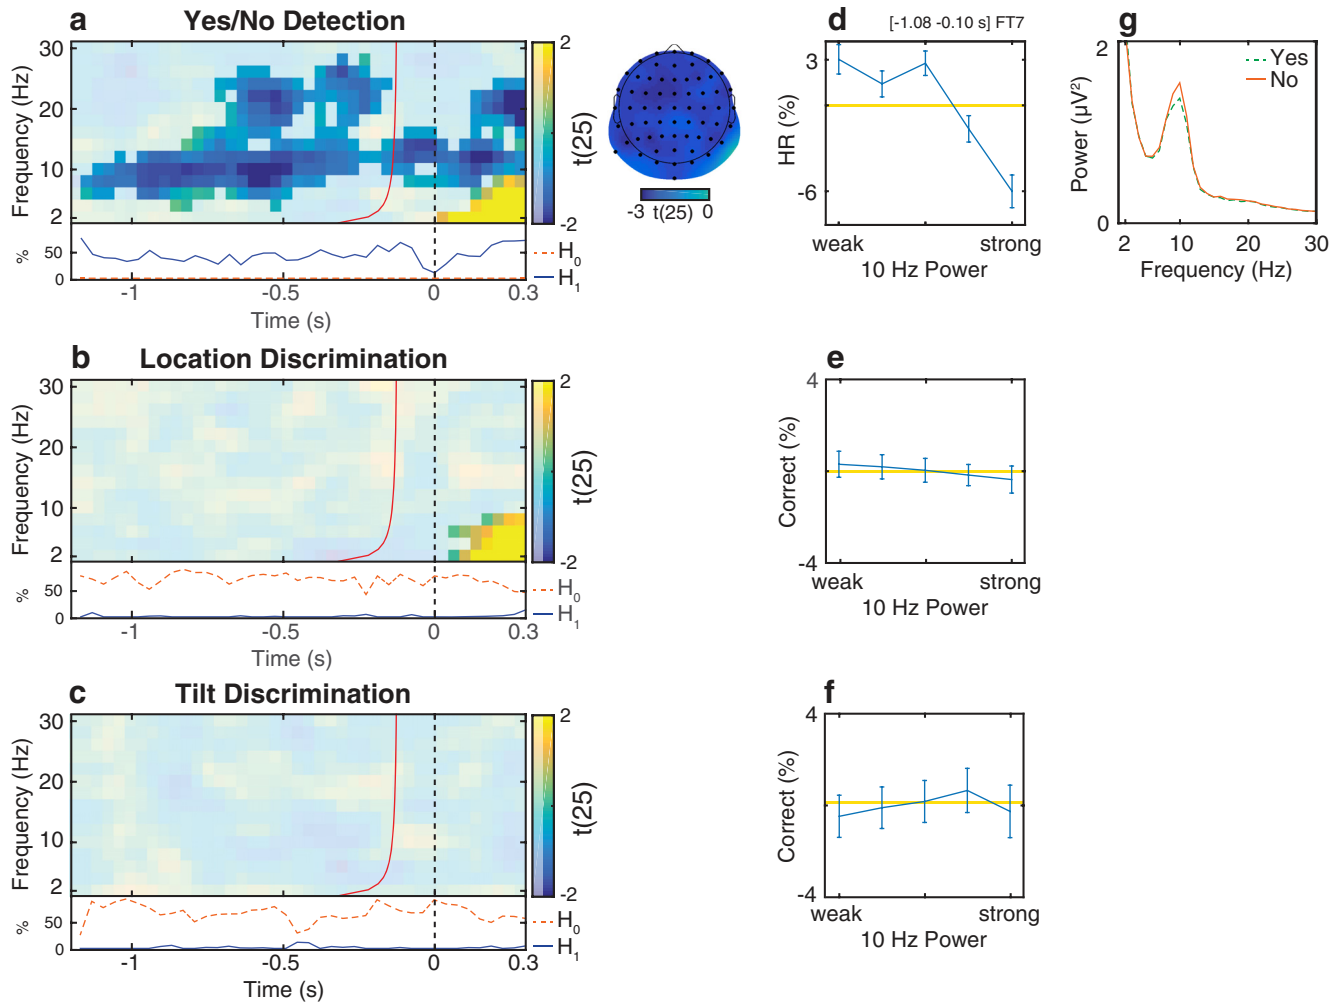 a Yes/No Detection
30
20
10
2
Frequency (Hz)
2
-2
t(25)
50
0
%
H0
H1
-1 -0.5 0 0.3
Time (s)
-3 t(25) 0
d [-1.08 -0.10 s] FT7
3
-6
HR (%)
weak strong
10 Hz Power
g
2
0
Power (µV²)
Yes
No
2 10 20 30
Frequency (Hz)
b Location Discrimination
30
20
10
2
Frequency (Hz)
2
-2
t(25)
50
0
%
H0
H1
-1 -0.5 0 0.3
Time (s)
e
4
-4
Correct (%)
weak strong
10 Hz Power
c Tilt Discrimination
30
20
10
2
Frequency (Hz)
2
-2
t(25)
50
0
%
H0
H1
-1 -0.5 0 0.3
Time (s)
f
4
-4
Correct (%)
weak strong
10 Hz Power